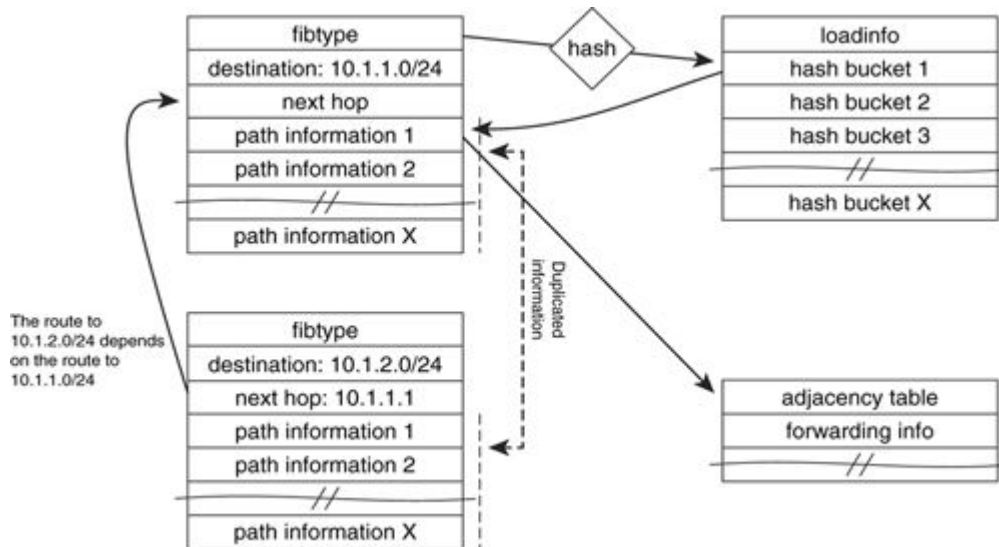 fibtype
destination: 10.1.1.0/24
next hop
path information 1
path information 2
path information X
hash
loadinfo
hash bucket 1
hash bucket 2
hash bucket 3
hash bucket X
Duplicated
information
The route to
10.1.2.0/24 depends
on the route to
10.1.1.0/24
fibtype
destination: 10.1.2.0/24
next hop: 10.1.1.1
path information 1
path information 2
path information X
adjacency table
forwarding info